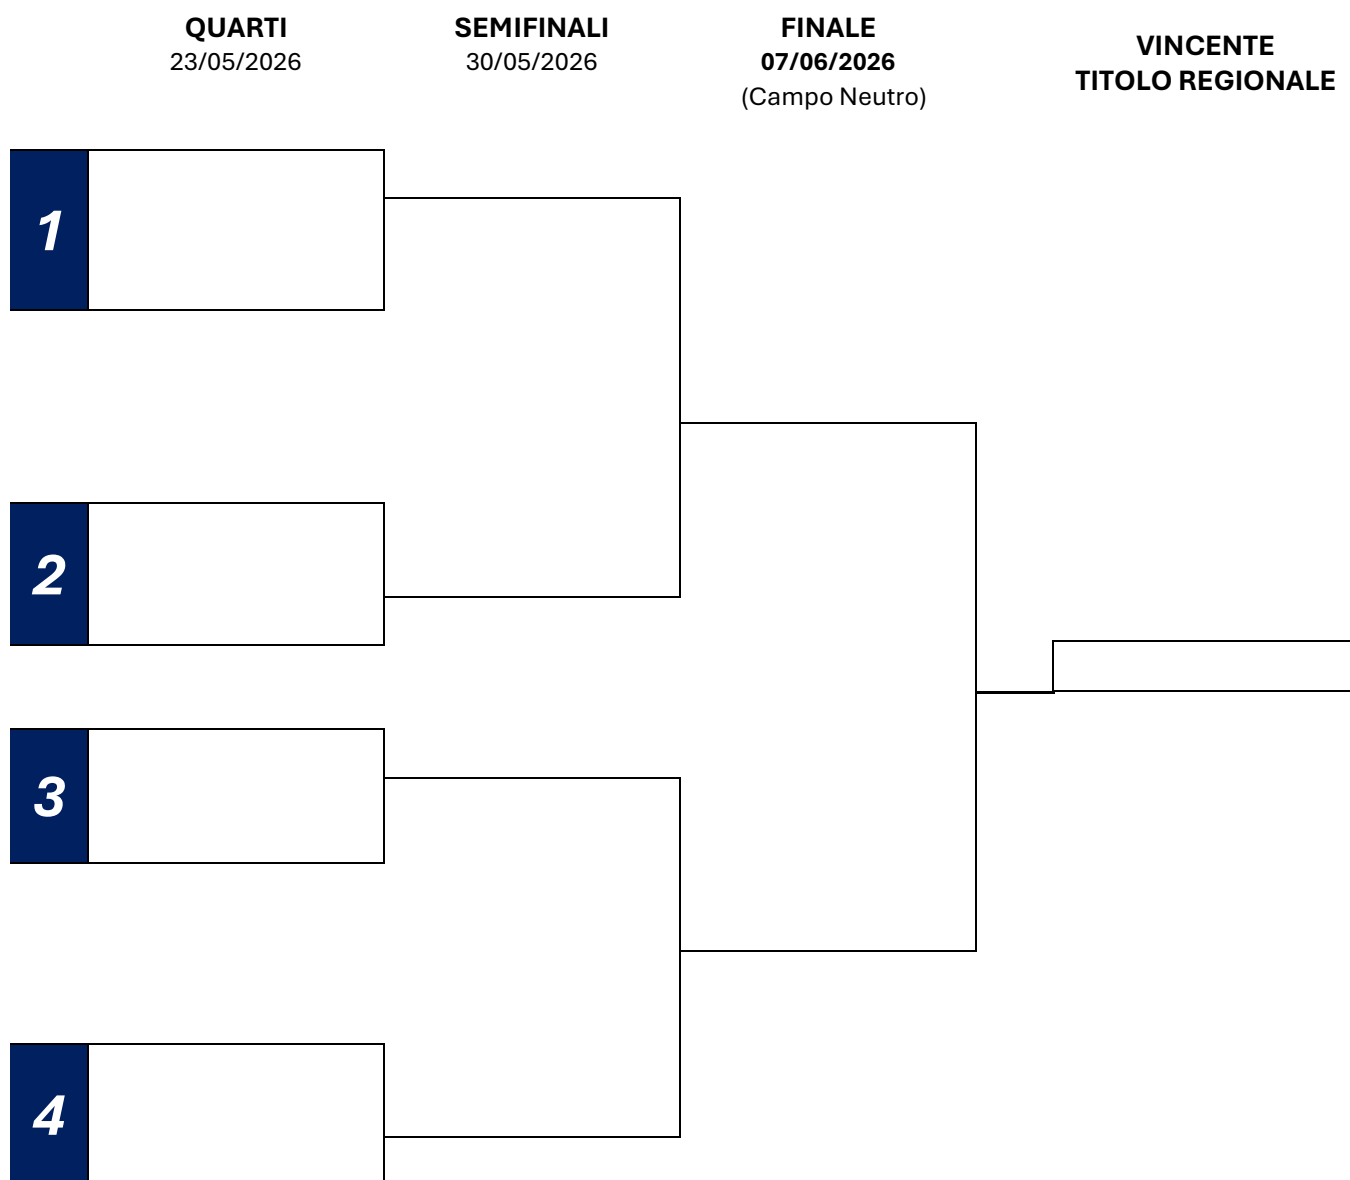 QUARTI
23/05/2026
SEMIFINALI
30/05/2026
FINALE
07/06/2026
(Campo Neutro)
VINCENTE
TITOLO REGIONALE
1
2
3
4